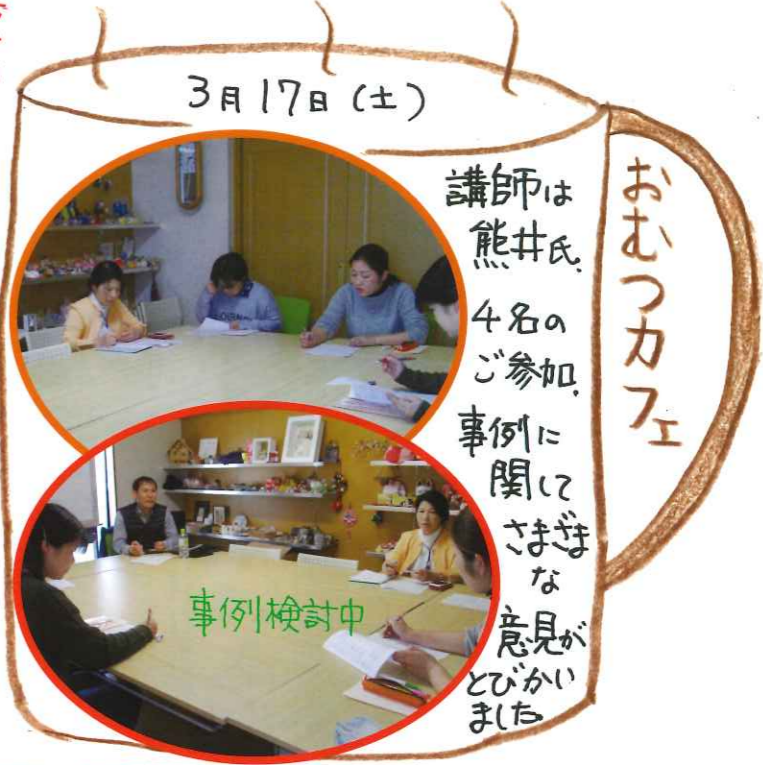 3月17日(土)
おむつカフェ
講師は
熊井氏.
4名の
ご参加.
事例に
関して
さまざま
な
意見が
とびかい
ました
事例検討中